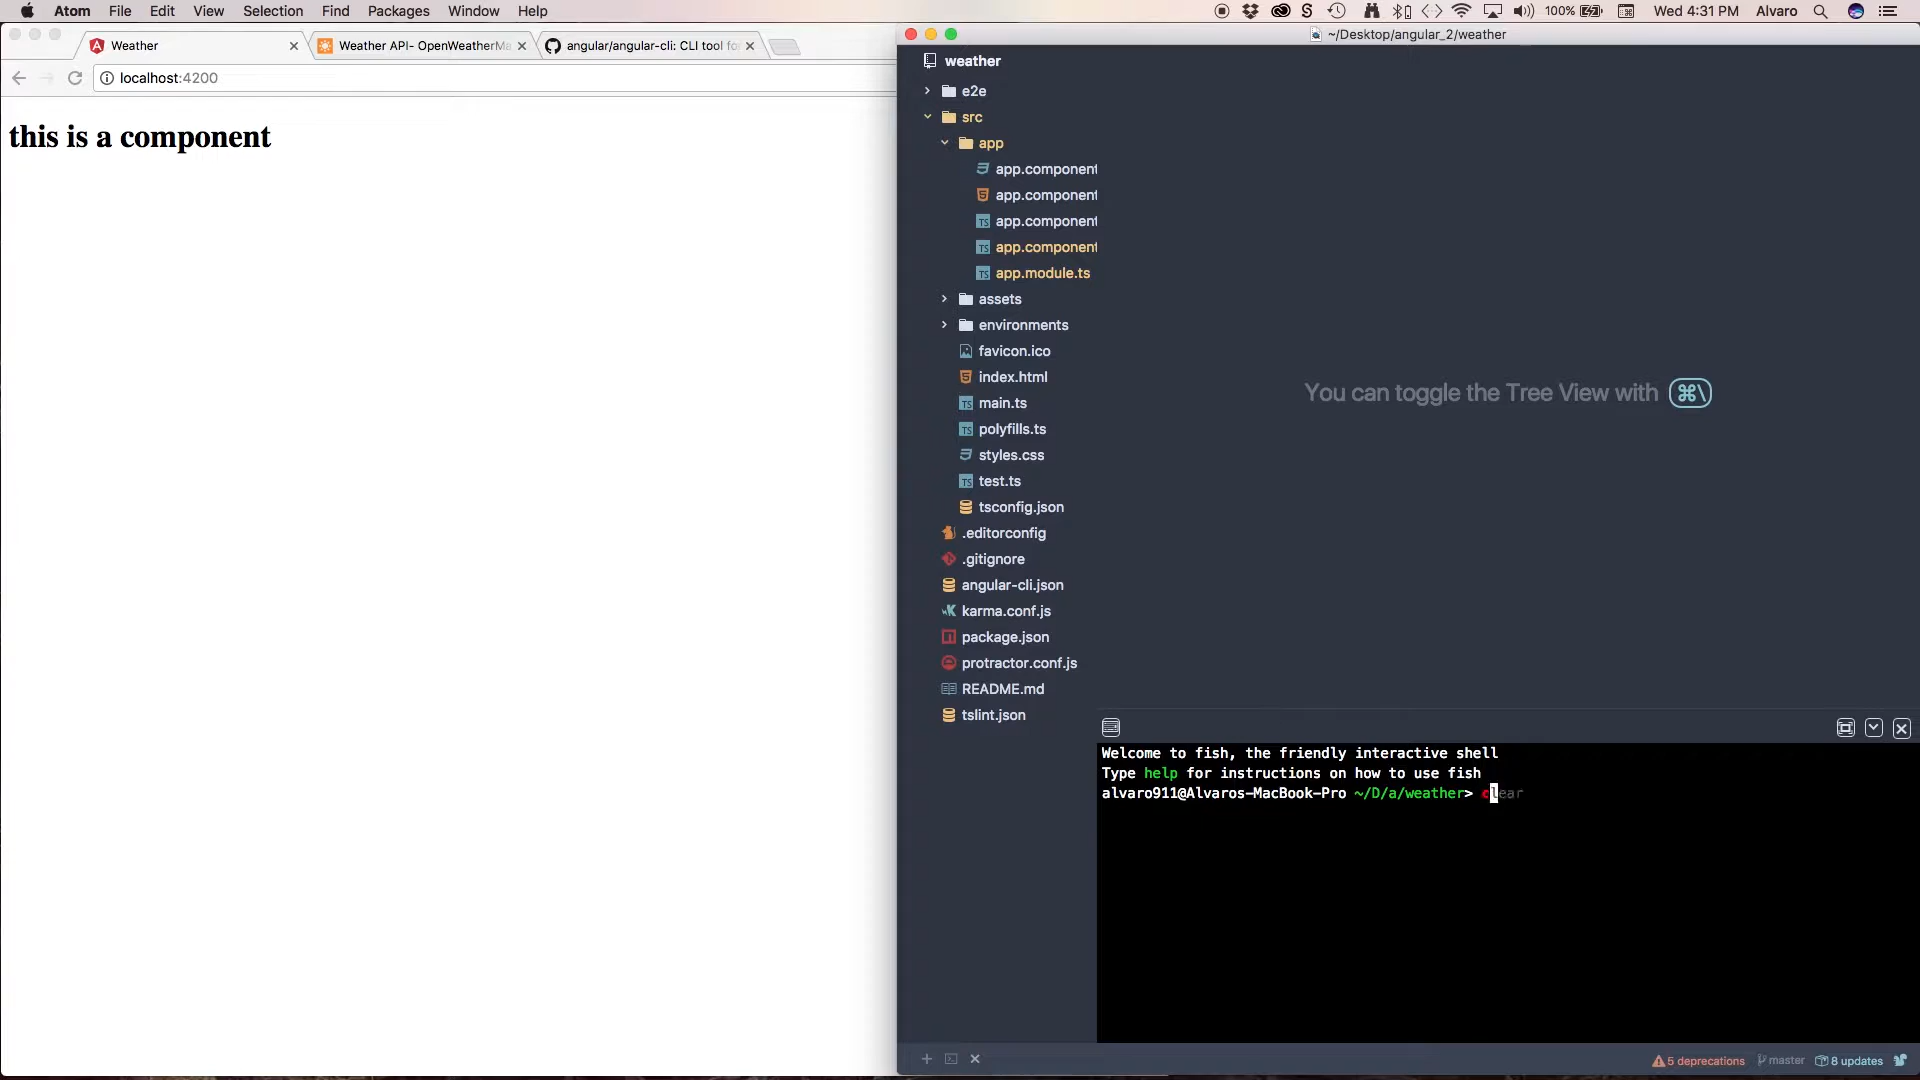 Atom File Edit View Selection Find Packages Window Help
100% Wed 4:31 PM Alvaro
Weather
Weather API- OpenWeatherMa
angular/angular-cli: CLI tool fo
localhost:4200
this is a component
~/Desktop/angular_2/weather
weather
e2e
src
app
app.component
app.component
app.component
app.component
app.module.ts
assets
environments
favicon.ico
index.html
main.ts
polyfills.ts
styles.css
test.ts
tsconfig.json
.editorconfig
.gitignore
angular-cli.json
karma.conf.js
package.json
protractor.conf.js
README.md
tslint.json
You can toggle the Tree View with ⌘\
Welcome to fish, the friendly interactive shell
Type help for instructions on how to use fish
alvaro911@Alvaros-MacBook-Pro ~/D/a/weather> clear
5 deprecations master 8 updates